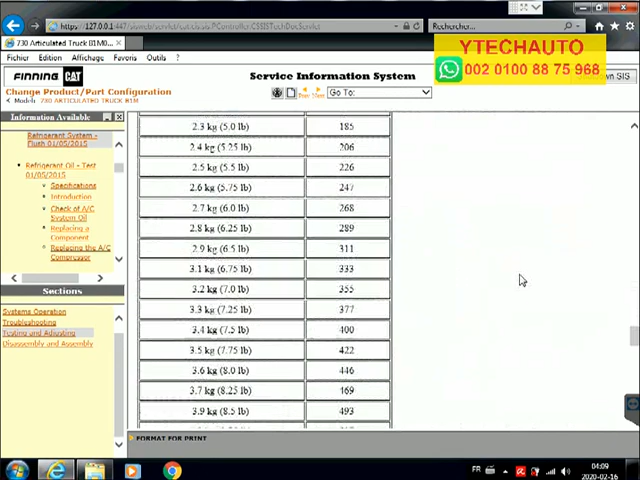 https://127.0.0.1:447/sisweb/servlet/cat.cis.sis.PController.CSSISTechDocServlet
Rechercher...
730 Articulated Truck B1M0...
Fichier Edition Affichage Favoris Outils
YTECHAUTO
002 0100 88 75 968
FINNING CAT
Service Information System
Change Product/Part Configuration
730 ARTICULATED TRUCK B1M
Go To:
Information Available
Refrigerant System -
Flush 01/05/2015
Refrigerant Oil - Test
01/05/2015
Specifications
Introduction
Check of A/C
System Oil
Replacing a
Component
Replacing the A/C
Compressor
Sections
Systems Operation
Troubleshooting
Testing and Adjusting
Disassembly and Assembly
2.3 kg (5.0 lb) 185
2.4 kg (5.25 lb) 206
2.5 kg (5.5 lb) 226
2.6 kg (5.75 lb) 247
2.7 kg (6.0 lb) 268
2.8 kg (6.25 lb) 289
2.9 kg (6.5 lb) 311
3.1 kg (6.75 lb) 333
3.2 kg (7.0 lb) 355
3.3 kg (7.25 lb) 377
3.4 kg (7.5 lb) 400
3.5 kg (7.75 lb) 422
3.6 kg (8.0 lb) 446
3.7 kg (8.25 lb) 469
3.9 kg (8.5 lb) 493
FORMAT FOR PRINT
FR
04:09
2020-02-16